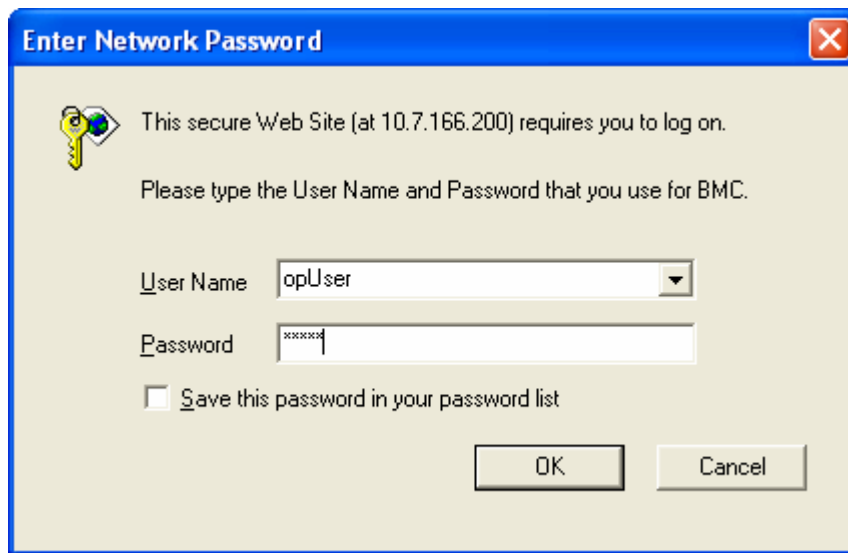 Enter Network Password
This secure Web Site (at 10.7.166.200) requires you to log on.
Please type the User Name and Password that you use for BMC.
User Name opUser
Password *****
Save this password in your password list
OK Cancel